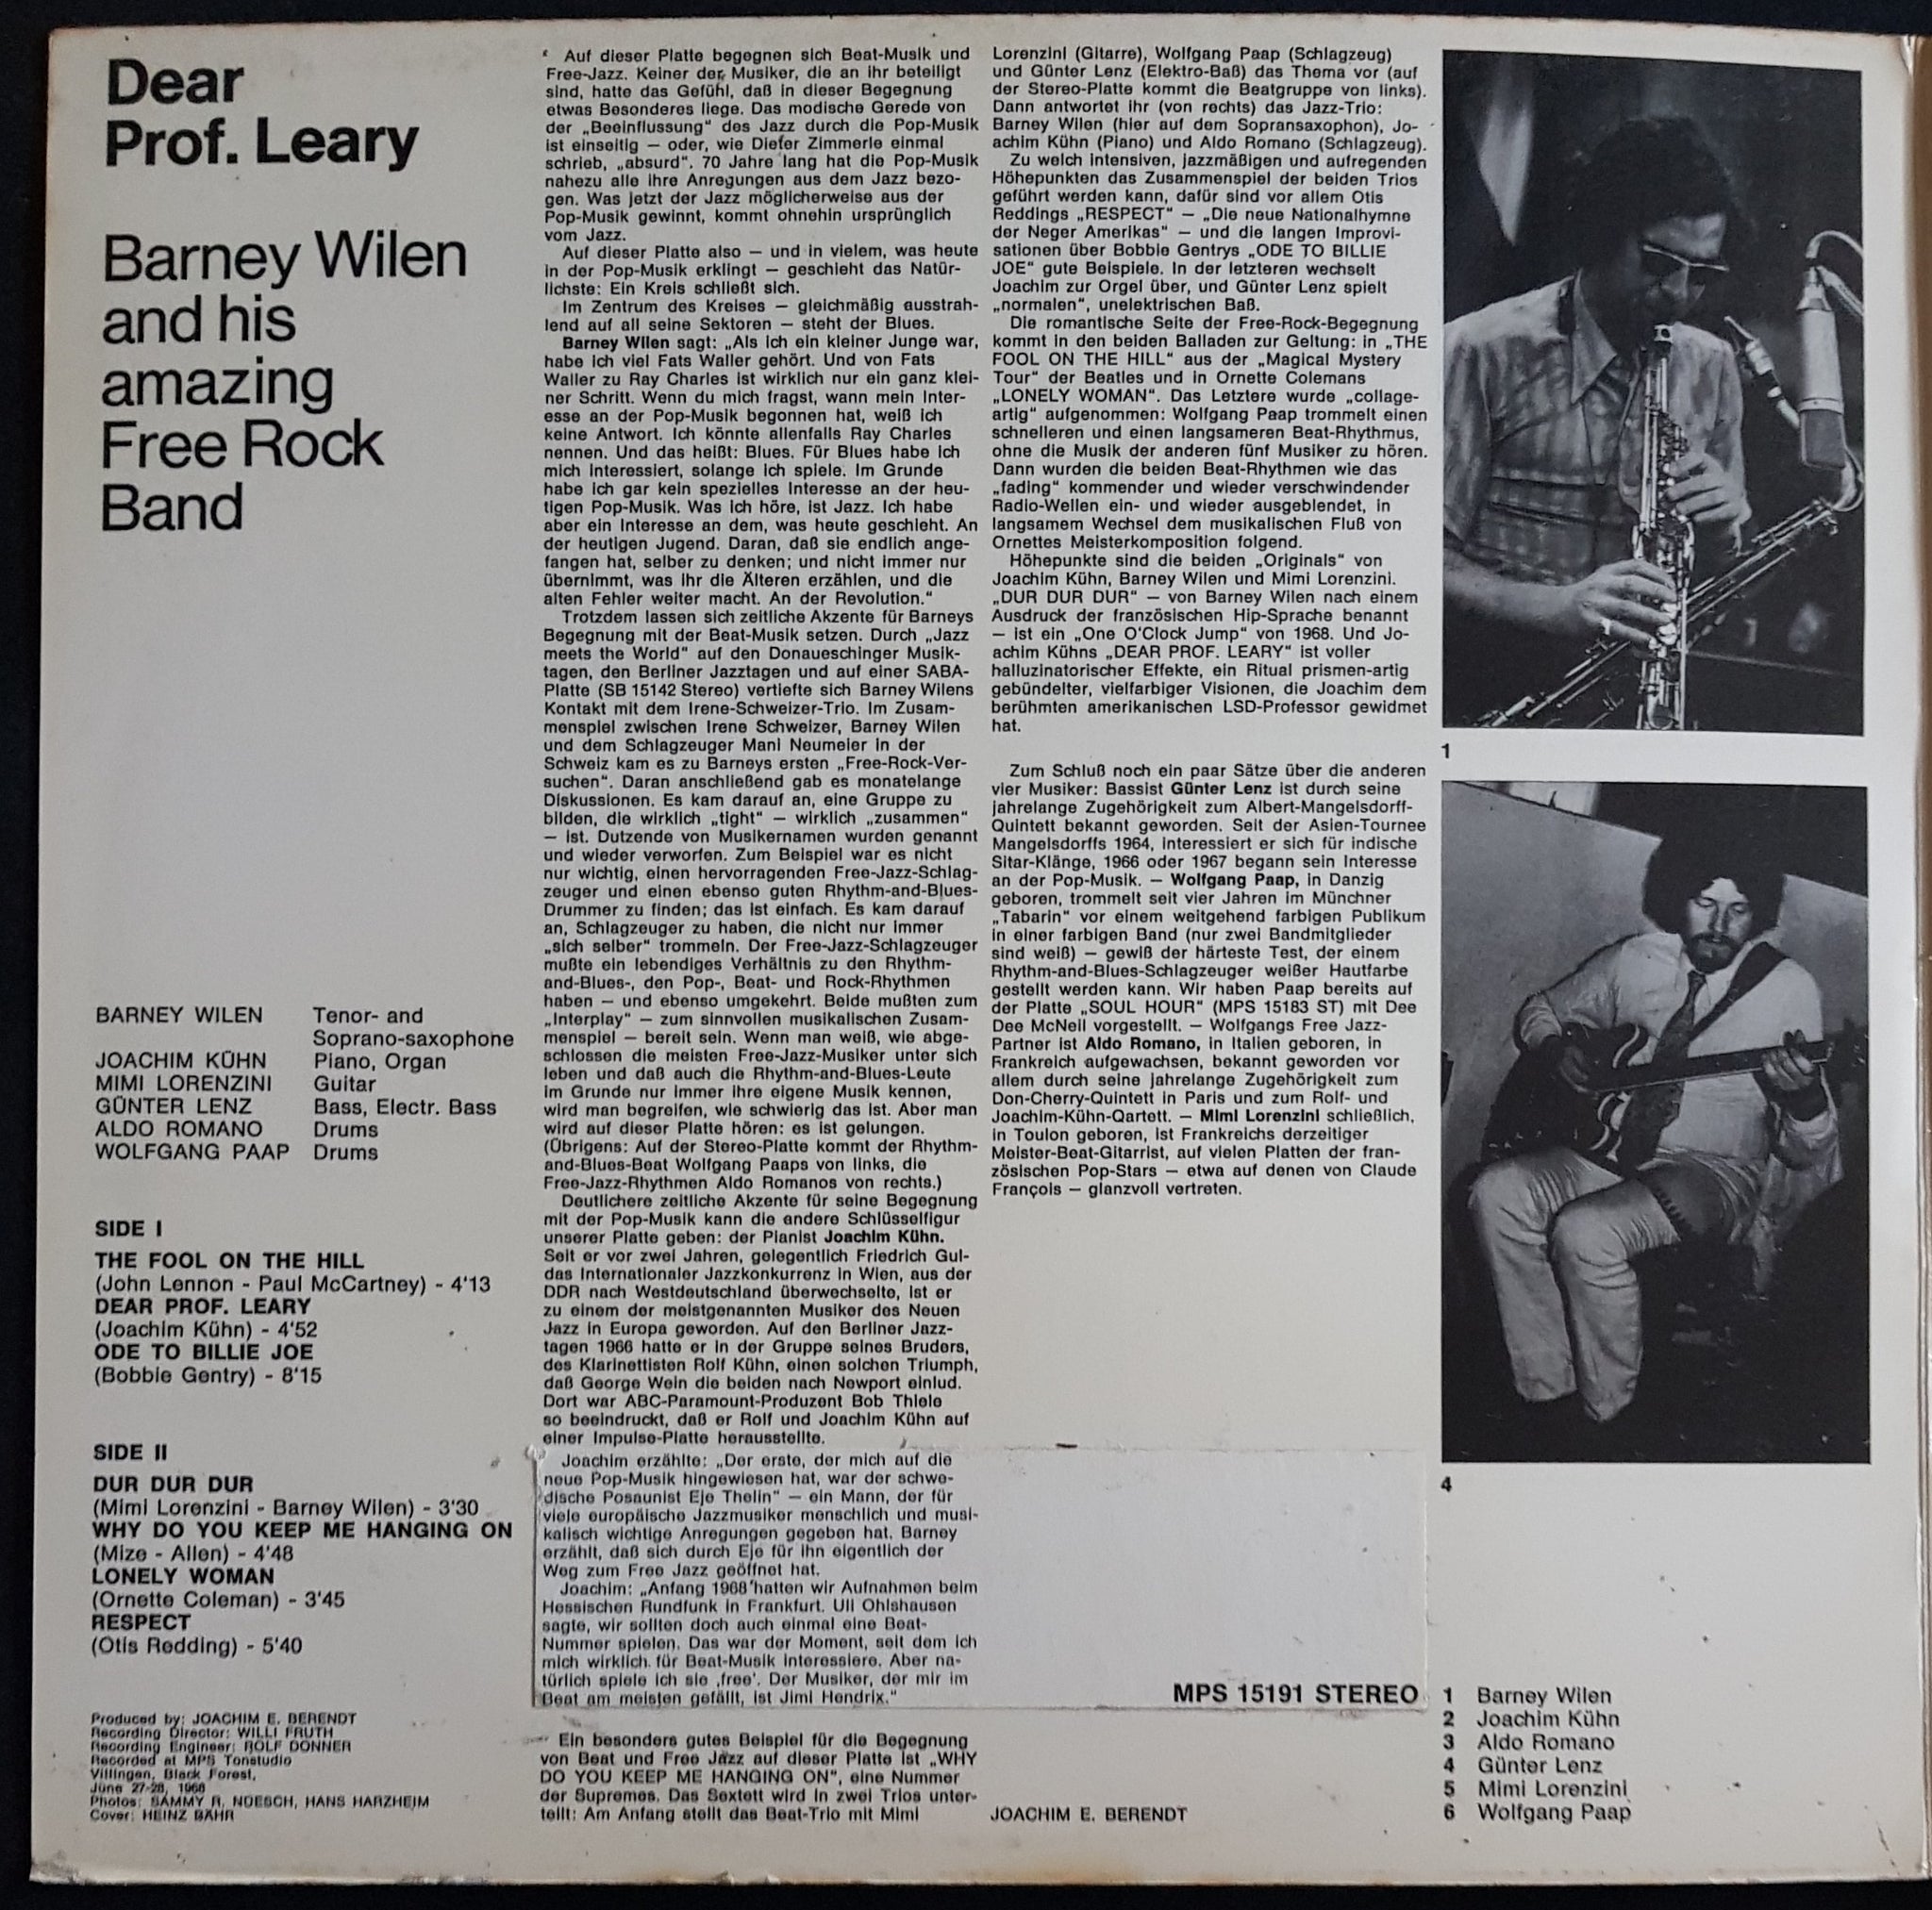 Dear
Prof. Leary
Barney Wilen
and his
amazing
Free Rock
Band
BARNEY WILEN Tenor- and
Soprano-saxophone
JOACHIM KÜHN Piano, Organ
MIMI LORENZINI Guitar
GÜNTER LENZ Bass, Electr. Bass
ALDO ROMANO Drums
WOLFGANG PAAP Drums
SIDE I
THE FOOL ON THE HILL
(John Lennon - Paul McCartney) - 4'13
DEAR PROF. LEARY
(Joachim Kühn) - 4'52
ODE TO BILLIE JOE
(Bobbie Gentry) - 8'15
SIDE II
DUR DUR DUR
(Mimi Lorenzini - Barney Wilen) - 3'30
WHY DO YOU KEEP ME HANGING ON
(Mize - Allen) - 4'48
LONELY WOMAN
(Ornette Coleman) - 3'45
RESPECT
(Otis Redding) - 5'40
Produced by: JOACHIM E. BERENDT
Recording Director: WILLI FRUTH
Recording Engineer: ROLF DONNER
Recorded at MPS Tonstudio
Villingen, Black Forest,
June 27-28, 1968
Photos: SAMMY R. NOESCH, HANS HARZHEIM
Cover: HEINZ BÄHR
Auf dieser Platte begegnen sich Beat-Musik und
Free-Jazz. Keiner der Musiker, die an ihr beteiligt
sind, hatte das Gefühl, daß in dieser Begegnung
etwas Besonderes liege. Das modische Gerede von
der „Beeinflussung“ des Jazz durch die Pop-Musik
ist einseitig — oder, wie Dieter Zimmerle einmal
schrieb, „absurd“. 70 Jahre lang hat die Pop-Musik
nahezu alle ihre Anregungen aus dem Jazz bezo-
gen. Was jetzt der Jazz möglicherweise aus der
Pop-Musik gewinnt, kommt ohnehin ursprünglich
vom Jazz.
Auf dieser Platte also — und in vielem, was heute
in der Pop-Musik erklingt — geschieht das Natür-
lichste: Ein Kreis schließt sich.
Im Zentrum des Kreises — gleichmäßig ausstrah-
lend auf all seine Sektoren — steht der Blues.
Barney Wilen sagt: „Als ich ein kleiner Junge war,
habe ich viel Fats Waller gehört. Und von Fats
Waller zu Ray Charles ist wirklich nur ein ganz klei-
ner Schritt. Wenn du mich fragst, wann mein Inter-
esse an der Pop-Musik begonnen hat, weiß ich
keine Antwort. Ich könnte allenfalls Ray Charles
nennen. Und das heißt: Blues. Für Blues habe ich
mich interessiert, solange ich spiele. Im Grunde
habe ich gar kein spezielles Interesse an der heu-
tigen Pop-Musik. Was ich höre, ist Jazz. Ich habe
aber ein Interesse an dem, was heute geschieht. An
der heutigen Jugend. Daran, daß sie endlich ange-
fangen hat, selber zu denken; und nicht immer nur
übernimmt, was ihr die Älteren erzählen, und die
alten Fehler weiter macht. An der Revolution.“
Trotzdem lassen sich zeitliche Akzente für Barneys
Begegnung mit der Beat-Musik setzen. Durch „Jazz
meets the World“ auf den Donaueschinger Musik-
tagen, den Berliner Jazztagen und auf einer SABA-
Platte (SB 15142 Stereo) vertiefte sich Barney Wilens
Kontakt mit dem Irene-Schweizer-Trio. Im Zusam-
menspiel zwischen Irene Schweizer, Barney Wilen
und dem Schlagzeuger Mani Neumeier in der
Schweiz kam es zu Barneys ersten „Free-Rock-Ver-
suchen“. Daran anschließend gab es monatelange
Diskussionen. Es kam darauf an, eine Gruppe zu
bilden, die wirklich „tight“ — wirklich „zusammen“
— ist. Dutzende von Musikernamen wurden genannt
und wieder verworfen. Zum Beispiel war es nicht
nur wichtig, einen hervorragenden Free-Jazz-Schlag-
zeuger und einen ebenso guten Rhythm-and-Blues-
Drummer zu finden; das ist einfach. Es kam darauf
an, Schlagzeuger zu haben, die nicht nur immer
„sich selber“ trommeln. Der Free-Jazz-Schlagzeuger
mußte ein lebendiges Verhältnis zu den Rhythm-
and-Blues-, den Pop-, Beat- und Rock-Rhythmen
haben — und ebenso umgekehrt. Beide mußten zum
„Interplay“ — zum sinnvollen musikalischen Zusam-
menspiel — bereit sein. Wenn man weiß, wie abge-
schlossen die meisten Free-Jazz-Musiker unter sich
leben und daß auch die Rhythm-and-Blues-Leute
im Grunde nur immer ihre eigene Musik kennen,
wird man begreifen, wie schwierig das ist. Aber man
wird auf dieser Platte hören: es ist gelungen.
(Übrigens: Auf der Stereo-Platte kommt der Rhythm-
and-Blues-Beat Wolfgang Paaps von links, die
Free-Jazz-Rhythmen Aldo Romanos von rechts.)
Deutlichere zeitliche Akzente für seine Begegnung
mit der Pop-Musik kann die andere Schlüsselfigur
unserer Platte geben: der Pianist Joachim Kühn.
Seit er vor zwei Jahren, gelegentlich Friedrich Gul-
das Internationaler Jazzkonkurrenz in Wien, aus der
DDR nach Westdeutschland überwechselte, ist er
zu einem der meistgenannten Musiker des Neuen
Jazz in Europa geworden. Auf den Berliner Jazz-
tagen 1966 hatte er in der Gruppe seines Bruders,
des Klarinettisten Rolf Kühn, einen solchen Triumph,
daß George Wein die beiden nach Newport einlud.
Dort war ABC-Paramount-Produzent Bob Thiele
so beeindruckt, daß er Rolf und Joachim Kühn auf
einer Impulse-Platte herausstellte.
Joachim erzählte: „Der erste, der mich auf die
neue Pop-Musik hingewiesen hat, war der schwe-
dische Posaunist Eje Thelin“ — ein Mann, der für
viele europäische Jazzmusiker menschlich und musi-
kalisch wichtige Anregungen gegeben hat. Barney
erzählt, daß sich durch Eje für ihn eigentlich der
Weg zum Free Jazz geöffnet hat.
Joachim: „Anfang 1968 hatten wir Aufnahmen beim
Hessischen Rundfunk in Frankfurt. Uli Ohlshausen
sagte, wir sollten doch auch einmal eine Beat-
Nummer spielen. Das war der Moment, seit dem ich
mich wirklich für Beat-Musik interessiere. Aber na-
türlich spiele ich sie ‚free‘. Der Musiker, der mir im
Beat am meisten gefällt, ist Jimi Hendrix.“
Ein besonders gutes Beispiel für die Begegnung
von Beat und Free Jazz auf dieser Platte ist „WHY
DO YOU KEEP ME HANGING ON“, eine Nummer
der Supremes. Das Sextett wird in zwei Trios unter-
teilt: Am Anfang stellt das Beat-Trio mit Mimi
Lorenzini (Gitarre), Wolfgang Paap (Schlagzeug)
und Günter Lenz (Elektro-Baß) das Thema vor (auf
der Stereo-Platte kommt die Beatgruppe von links).
Dann antwortet ihr (von rechts) das Jazz-Trio:
Barney Wilen (hier auf dem Sopransaxophon), Jo-
achim Kühn (Piano) und Aldo Romano (Schlagzeug).
Zu welch intensiven, jazzmäßigen und aufregenden
Höhepunkten das Zusammenspiel der beiden Trios
geführt werden kann, dafür sind vor allem Otis
Reddings „RESPECT“ — „Die neue Nationalhymne
der Neger Amerikas“ — und die langen Improvi-
sationen über Bobbie Gentrys „ODE TO BILLIE
JOE“ gute Beispiele. In der letzteren wechselt
Joachim zur Orgel über, und Günter Lenz spielt
„normalen“, unelektrischen Baß.
Die romantische Seite der Free-Rock-Begegnung
kommt in den beiden Balladen zur Geltung: in „THE
FOOL ON THE HILL“ aus der „Magical Mystery
Tour“ der Beatles und in Ornette Colemans
„LONELY WOMAN“. Das Letztere wurde „collage-
artig“ aufgenommen: Wolfgang Paap trommelt einen
schnelleren und einen langsameren Beat-Rhythmus,
ohne die Musik der anderen fünf Musiker zu hören.
Dann wurden die beiden Beat-Rhythmen wie das
„fading“ kommender und wieder verschwindender
Radio-Wellen ein- und wieder ausgeblendet, in
langsamem Wechsel dem musikalischen Fluß von
Ornettes Meisterkomposition folgend.
Höhepunkte sind die beiden „Originals“ von
Joachim Kühn, Barney Wilen und Mimi Lorenzini.
„DUR DUR DUR“ — von Barney Wilen nach einem
Ausdruck der französischen Hip-Sprache benannt
— ist ein „One O'Clock Jump“ von 1968. Und Jo-
achim Kühns „DEAR PROF. LEARY“ ist voller
halluzinatorischer Effekte, ein Ritual prismen-artig
gebündelter, vielfarbiger Visionen, die Joachim dem
berühmten amerikanischen LSD-Professor gewidmet
hat.
Zum Schluß noch ein paar Sätze über die anderen
vier Musiker: Bassist Günter Lenz ist durch seine
jahrelange Zugehörigkeit zum Albert-Mangelsdorff-
Quintett bekannt geworden. Seit der Asien-Tournee
Mangelsdorffs 1964, interessiert er sich für indische
Sitar-Klänge, 1966 oder 1967 begann sein Interesse
an der Pop-Musik. — Wolfgang Paap, in Danzig
geboren, trommelt seit vier Jahren im Münchner
„Tabarin“ vor einem weitgehend farbigen Publikum
in einer farbigen Band (nur zwei Bandmitglieder
sind weiß) — gewiß der härteste Test, der einem
Rhythm-and-Blues-Schlagzeuger weißer Hautfarbe
gestellt werden kann. Wir haben Paap bereits auf
der Platte „SOUL HOUR“ (MPS 15183 ST) mit Dee
Dee McNeil vorgestellt. — Wolfgangs Free Jazz-
Partner ist Aldo Romano, in Italien geboren, in
Frankreich aufgewachsen, bekannt geworden vor
allem durch seine jahrelange Zugehörigkeit zum
Don-Cherry-Quintett in Paris und zum Rolf- und
Joachim-Kühn-Qartett. — Mimi Lorenzini schließlich,
in Toulon geboren, ist Frankreichs derzeitiger
Meister-Beat-Gitarrist, auf vielen Platten der fran-
zösischen Pop-Stars — etwa auf denen von Claude
François — glanzvoll vertreten.
MPS 15191 STEREO
JOACHIM E. BERENDT
1
4
1 Barney Wilen
2 Joachim Kühn
3 Aldo Romano
4 Günter Lenz
5 Mimi Lorenzini
6 Wolfgang Paap